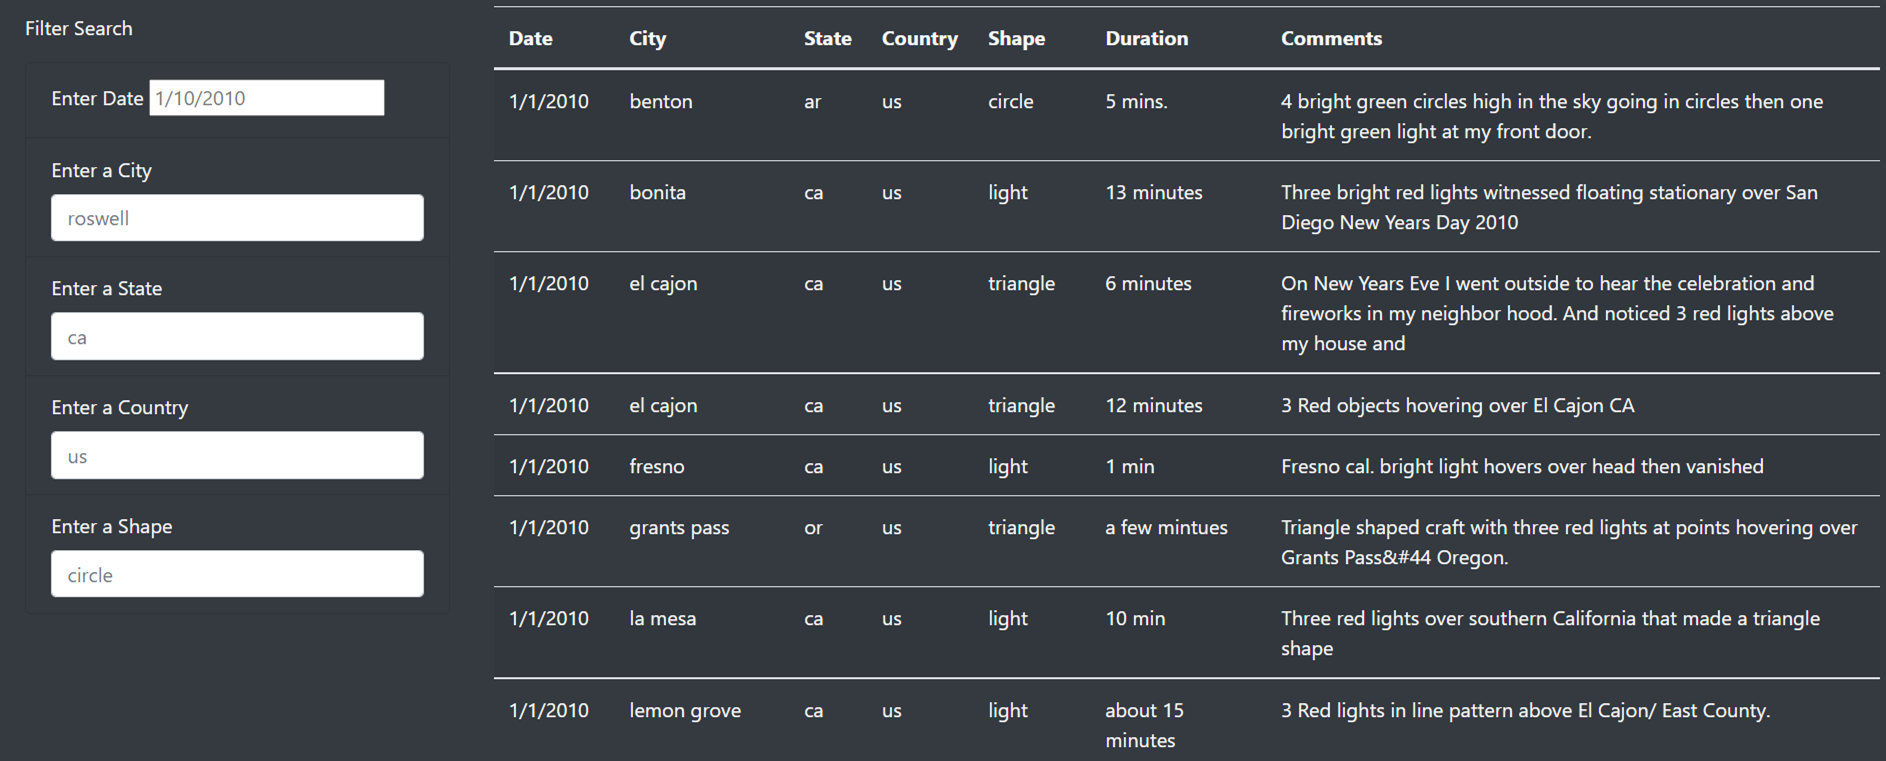 Filter Search
Enter Date 1/10/2010
Enter a City
roswell
Enter a State
ca
Enter a Country
us
Enter a Shape
circle
Date City State Country Shape Duration Comments
1/1/2010 benton ar us circle 5 mins. 4 bright green circles high in the sky going in circles then one
bright green light at my front door.
1/1/2010 bonita ca us light 13 minutes Three bright red lights witnessed floating stationary over San
Diego New Years Day 2010
1/1/2010 el cajon ca us triangle 6 minutes On New Years Eve I went outside to hear the celebration and
fireworks in my neighbor hood. And noticed 3 red lights above
my house and
1/1/2010 el cajon ca us triangle 12 minutes 3 Red objects hovering over El Cajon CA
1/1/2010 fresno ca us light 1 min Fresno cal. bright light hovers over head then vanished
1/1/2010 grants pass or us triangle a few mintues Triangle shaped craft with three red lights at points hovering over
Grants Pass&#44 Oregon.
1/1/2010 la mesa ca us light 10 min Three red lights over southern California that made a triangle
shape
1/1/2010 lemon grove ca us light about 15 3 Red lights in line pattern above El Cajon/ East County.
minutes